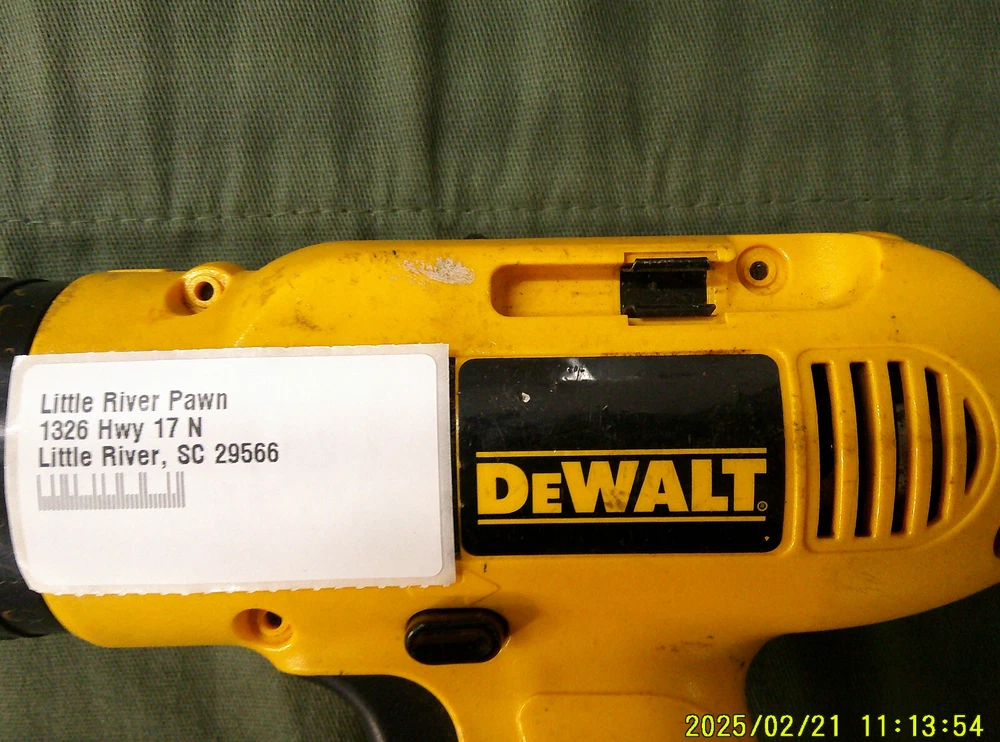 Little River Pawn
1326 Hwy 17 N
Little River, SC 29566
DEWALT®
2025/02/21 11:13:54